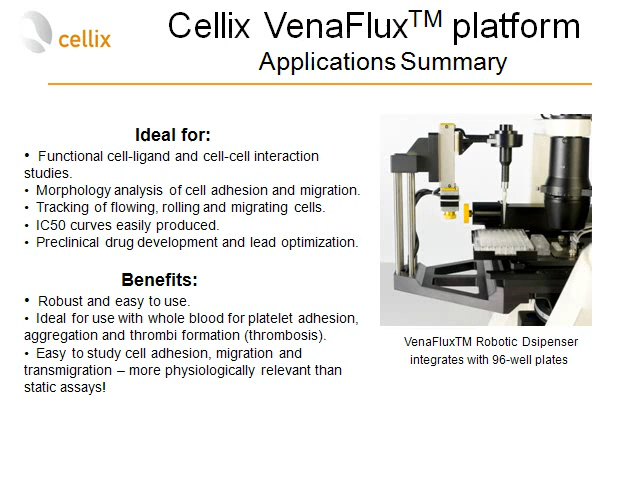 cellix
Cellix VenaFlux™ platform
Applications Summary
Ideal for:
• Functional cell-ligand and cell-cell interaction
studies.
• Morphology analysis of cell adhesion and migration.
• Tracking of flowing, rolling and migrating cells.
• IC50 curves easily produced.
• Preclinical drug development and lead optimization.
Benefits:
• Robust and easy to use.
• Ideal for use with whole blood for platelet adhesion,
aggregation and thrombi formation (thrombosis).
• Easy to study cell adhesion, migration and
transmigration – more physiologically relevant than
static assays!
VenaFluxTM Robotic Dsipenser
integrates with 96-well plates